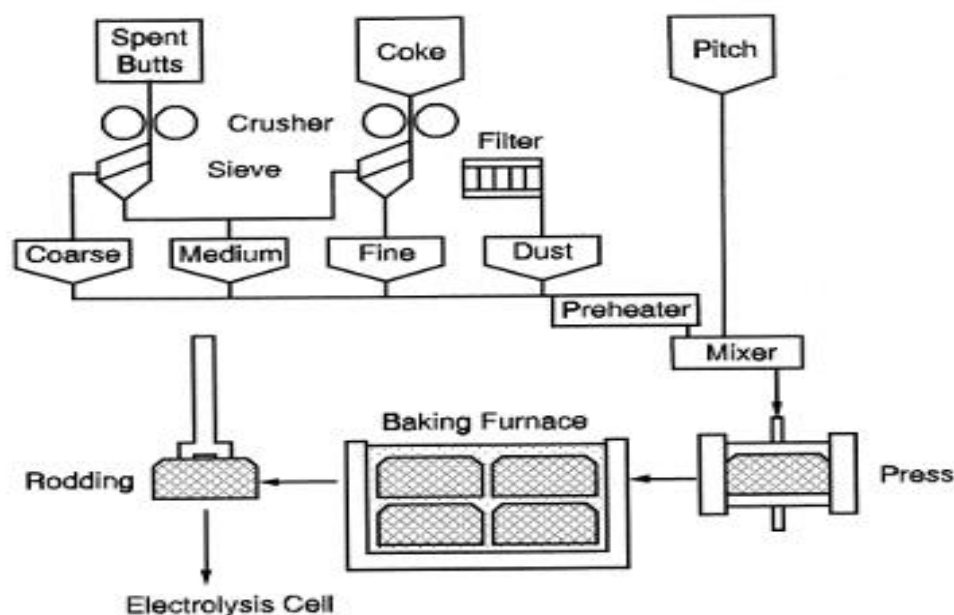 Spent
Butts
Coke
Pitch
Crusher
Filter
Sieve
Coarse
Medium
Fine
Dust
Preheater
Mixer
Baking Furnace
Rodding
Press
Electrolysis Cell